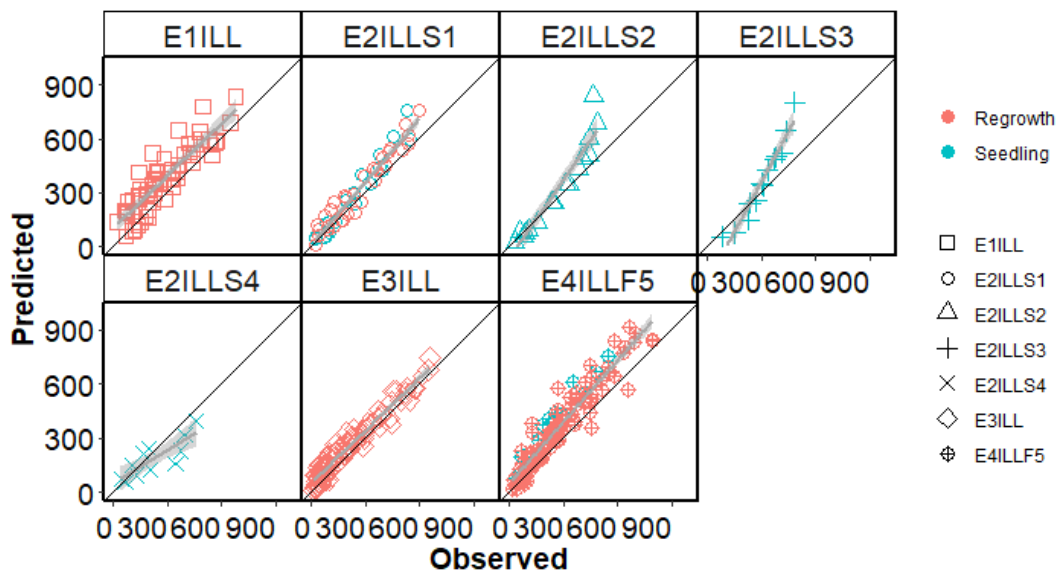 E1ILL E2ILLS1 E2ILLS2 E2ILLS3
900
600
300
0
0 300 600 900
E2ILLS4 E3ILL E4ILLF5
900
600
300
0
0 300 600 900 0 300 600 900 0 300 600 900
Predicted
Observed
Regrowth
Seedling
E1ILL
E2ILLS1
E2ILLS2
E2ILLS3
E2ILLS4
E3ILL
E4ILLF5